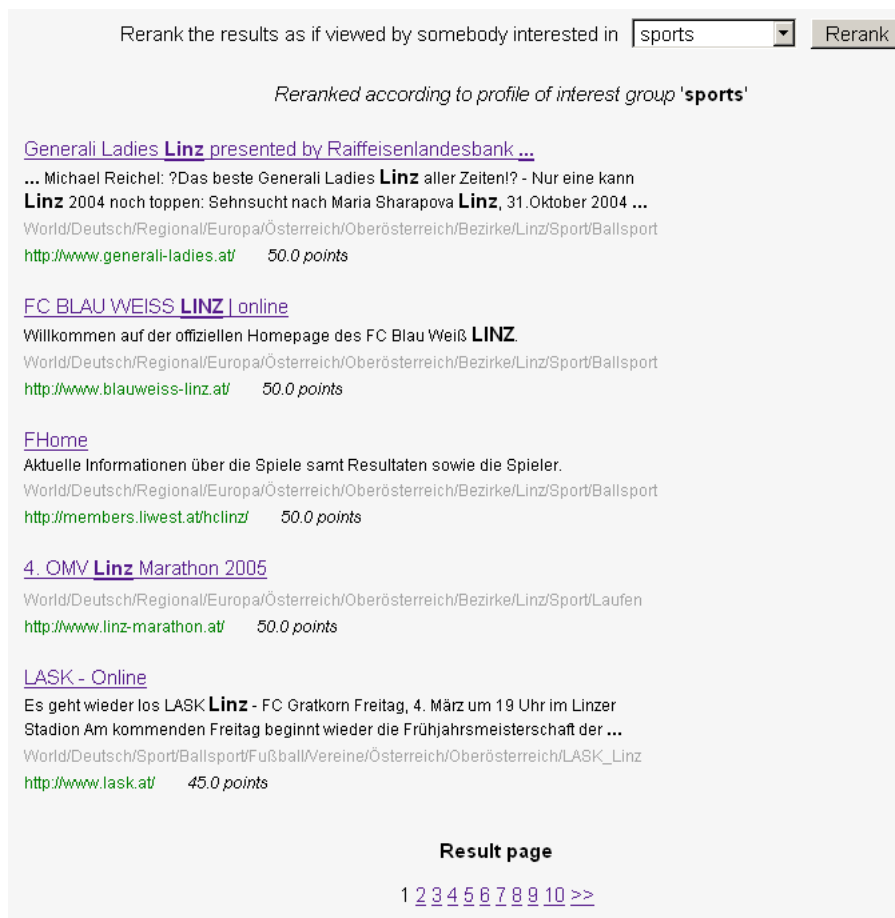 Rerank the results as if viewed by somebody interested in sports Rerank
Reranked according to profile of interest group 'sports'
Generali Ladies Linz presented by Raiffeisenlandesbank ...
... Michael Reichel: ?Das beste Generali Ladies Linz aller Zeiten!? - Nur eine kann
Linz 2004 noch toppen: Sehnsucht nach Maria Sharapova Linz, 31.Oktober 2004 ...
World/Deutsch/Regional/Europa/Österreich/Oberösterreich/Bezirke/Linz/Sport/Ballsport
http://www.generali-ladies.at/ 50.0 points
FC BLAU WEISS LINZ | online
Willkommen auf der offiziellen Homepage des FC Blau Weiß LINZ.
World/Deutsch/Regional/Europa/Österreich/Oberösterreich/Bezirke/Linz/Sport/Ballsport
http://www.blauweiss-linz.at/ 50.0 points
FHome
Aktuelle Informationen über die Spiele samt Resultaten sowie die Spieler.
World/Deutsch/Regional/Europa/Österreich/Oberösterreich/Bezirke/Linz/Sport/Ballsport
http://members.liwest.at/hclinz/ 50.0 points
4. OMV Linz Marathon 2005
World/Deutsch/Regional/Europa/Österreich/Oberösterreich/Bezirke/Linz/Sport/Laufen
http://www.linz-marathon.at/ 50.0 points
LASK - Online
Es geht wieder los LASK Linz - FC Gratkorn Freitag, 4. März um 19 Uhr im Linzer
Stadion Am kommenden Freitag beginnt wieder die Frühjahrsmeisterschaft der ...
World/Deutsch/Sport/Ballsport/Fußball/Vereine/Österreich/Oberösterreich/LASK_Linz
http://www.lask.at/ 45.0 points
Result page
1 2 3 4 5 6 7 8 9 10 >>